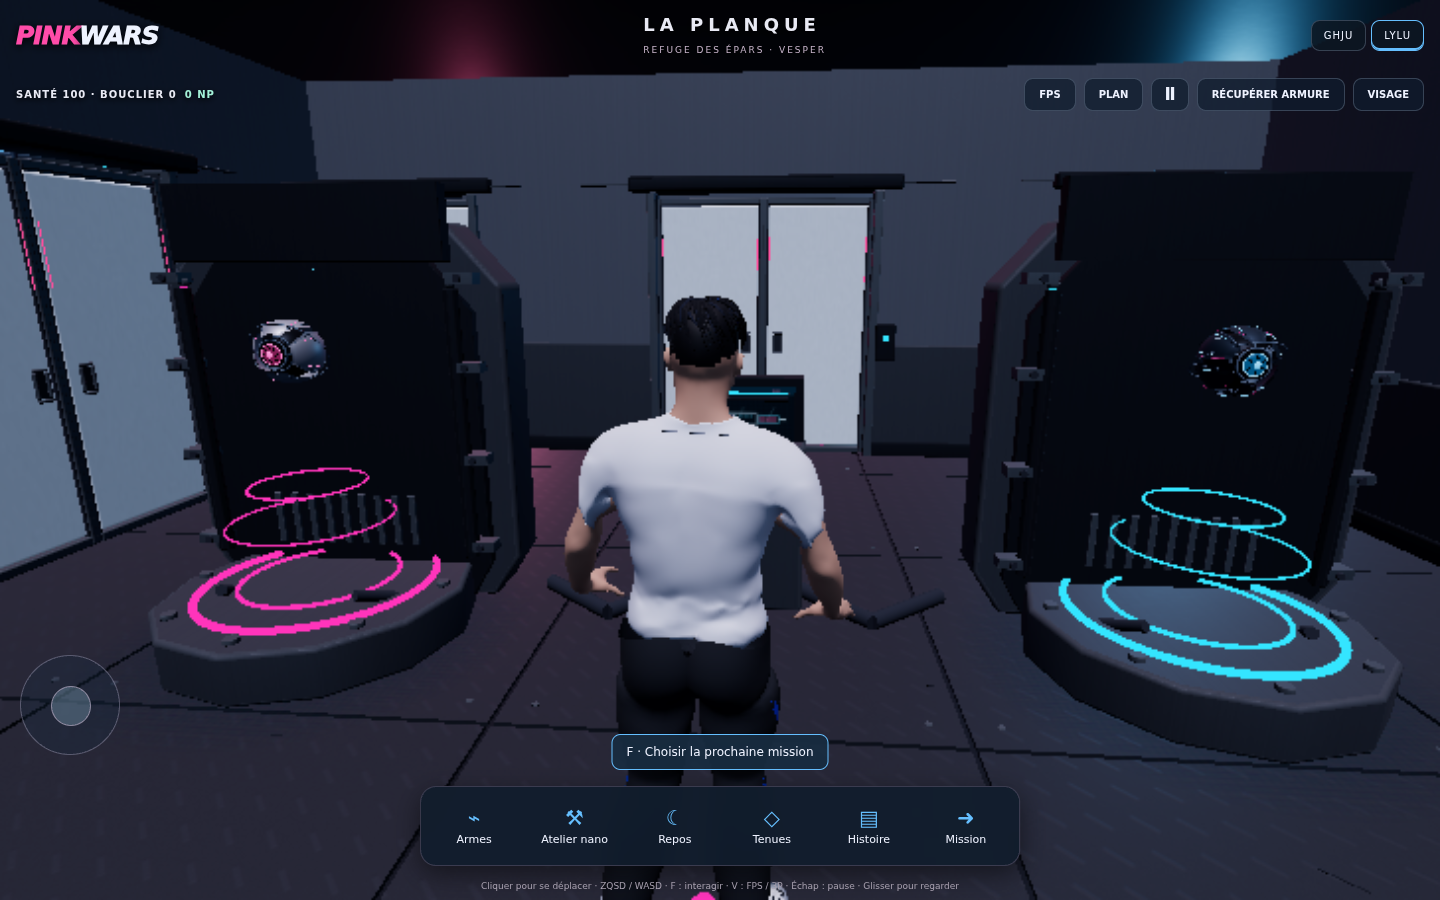 PINKWARS
LA PLANQUE
REFUGE DES ÉPARS · VESPER
GHJU
LYLU
SANTÉ 100 · BOUCLIER 0 0 NP
FPS
PLAN
RÉCUPÉRER ARMURE
VISAGE
F · Choisir la prochaine mission
Armes
Atelier nano
Repos
Tenues
Histoire
Mission
Cliquer pour se déplacer · ZQSD / WASD · F : interagir · V : FPS / · Échap : pause · Glisser pour regarder